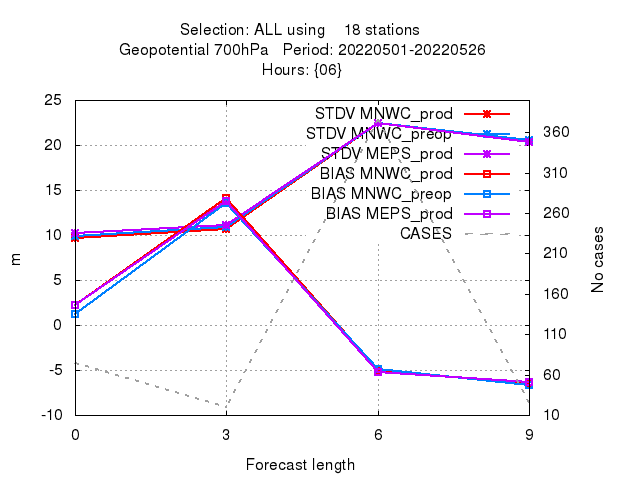 Selection: ALL using 18 stations
Geopotential 700hPa Period: 20220501-20220526
Hours: {06}
STDV MNWC_prod
STDV MNWC_preop
STDV MEPS_prod
BIAS MNWC_prod
BIAS MNWC_preop
BIAS MEPS_prod
CASES
25
20
15
10
5
0
-5
-10
m
360
310
260
210
160
110
60
10
No cases
0 3 6 9
Forecast length